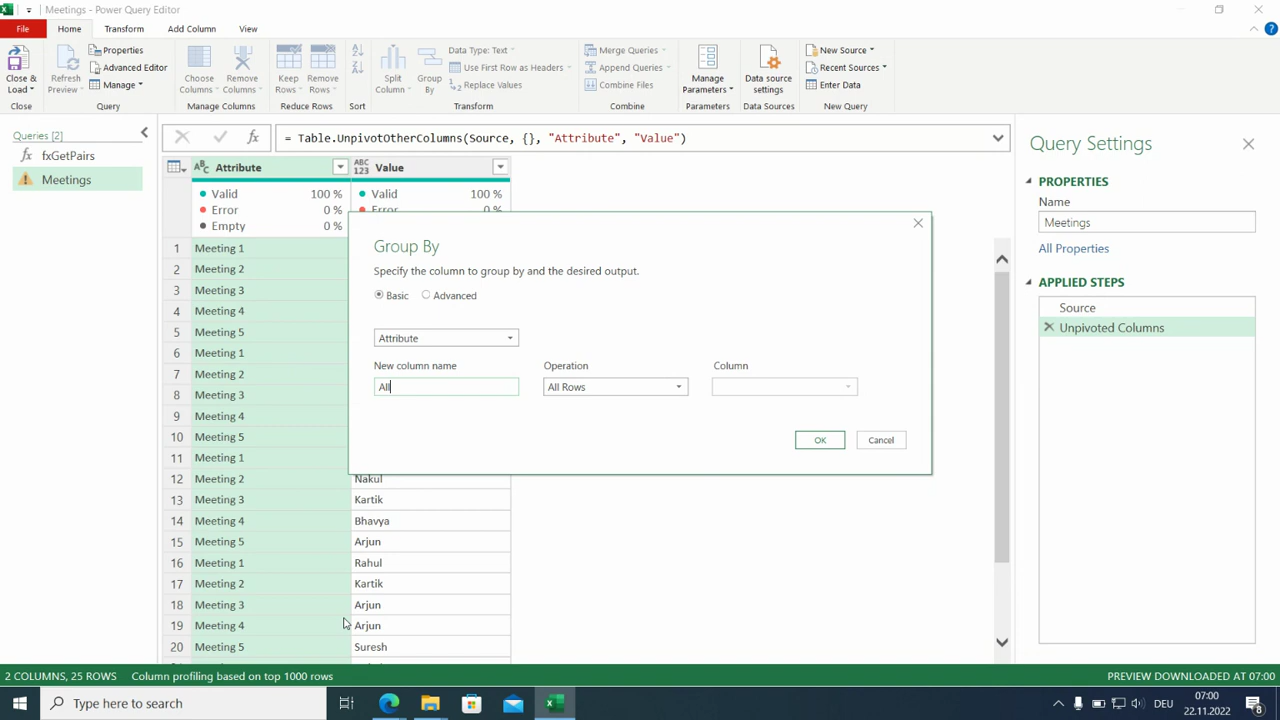 Meetings - Power Query Editor
File Home Transform Add Column View
Close & Load
Refresh Preview
Properties
Advanced Editor
Manage
Choose Columns
Remove Columns
Keep Rows
Remove Rows
Split Column
Group By
Data Type: Text
Use First Row as Headers
Replace Values
Merge Queries
Append Queries
Combine Files
Manage Parameters
Data source settings
New Source
Recent Sources
Enter Data
Close Query Manage Columns Reduce Rows Sort Transform Combine Parameters Data Sources New Query
Queries [2]
fx fxGetPairs
Meetings
fx = Table.UnpivotOtherColumns(Source, {}, "Attribute", "Value")
ABC Attribute ABC 123 Value
Valid 100 % Valid 100 %
Error 0 % Error 0 %
Empty 0 %
1 Meeting 1
2 Meeting 2
3 Meeting 3
4 Meeting 4
5 Meeting 5
6 Meeting 1
7 Meeting 2
8 Meeting 3
9 Meeting 4
10 Meeting 5
11 Meeting 1
12 Meeting 2 Nakul
13 Meeting 3 Kartik
14 Meeting 4 Bhavya
15 Meeting 5 Arjun
16 Meeting 1 Rahul
17 Meeting 2 Kartik
18 Meeting 3 Arjun
19 Meeting 4 Arjun
20 Meeting 5 Suresh
Group By
Specify the column to group by and the desired output.
Basic Advanced
Attribute
New column name Operation Column
All All Rows
OK Cancel
Query Settings
PROPERTIES
Name
Meetings
All Properties
APPLIED STEPS
Source
Unpivoted Columns
2 COLUMNS, 25 ROWS Column profiling based on top 1000 rows PREVIEW DOWNLOADED AT 07:00
Type here to search
DEU
07:00
22.11.2022
8